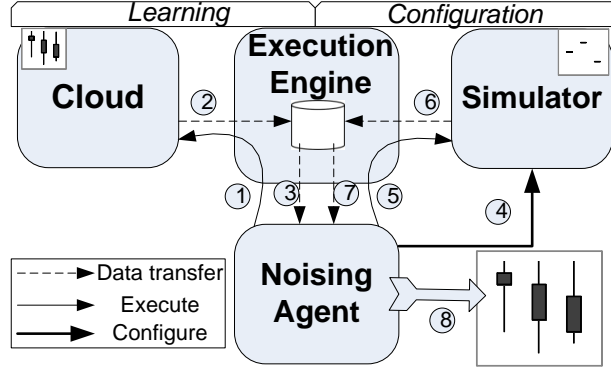 Learning
Configuration
Cloud
Execution
Engine
Simulator
2
6
1
3
7
5
4
Noising
Agent
8
Data transfer
Execute
Configure